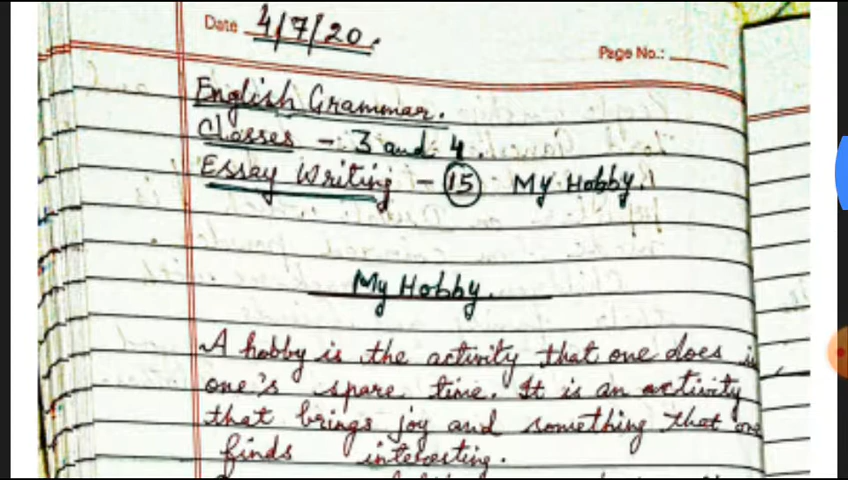 Date 4/7/20.
Page No.:
English Grammar.
Classes - 3 and 4.
Essay Writing - 15 My Hobby.
My Hobby.
A hobby is the activity that one does in
one's spare time. It is an activity
that brings joy and something that one
finds interesting.